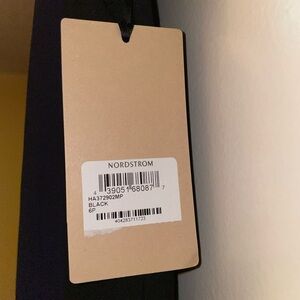 NORDSTROM
4 39051 68087 7
HA372902MP
BLACK
6P